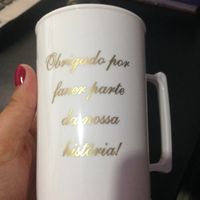 Obrigado por
fazer parte
da nossa
história!